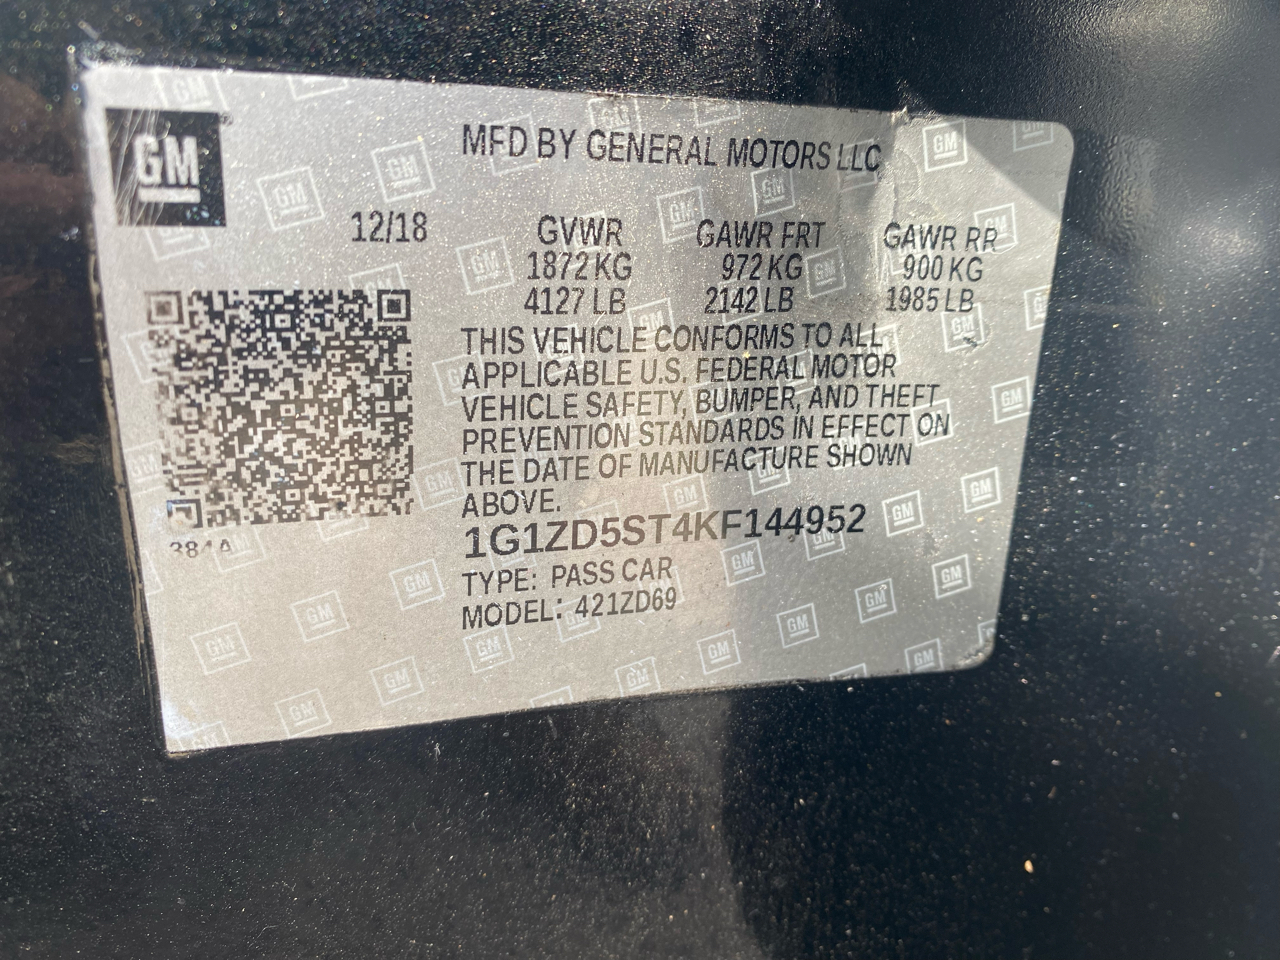 GM
MFD BY GENERAL MOTORS LLC
12/18 GVWR GAWR FRT GAWR RR
1872 KG 972 KG 900 KG
4127 LB 2142 LB 1985 LB
THIS VEHICLE CONFORMS TO ALL
APPLICABLE U.S. FEDERAL MOTOR
VEHICLE SAFETY, BUMPER, AND THEFT
PREVENTION STANDARDS IN EFFECT ON
THE DATE OF MANUFACTURE SHOWN
ABOVE.
1G1ZD5ST4KF144952
384A
TYPE: PASS CAR
MODEL: 421ZD69